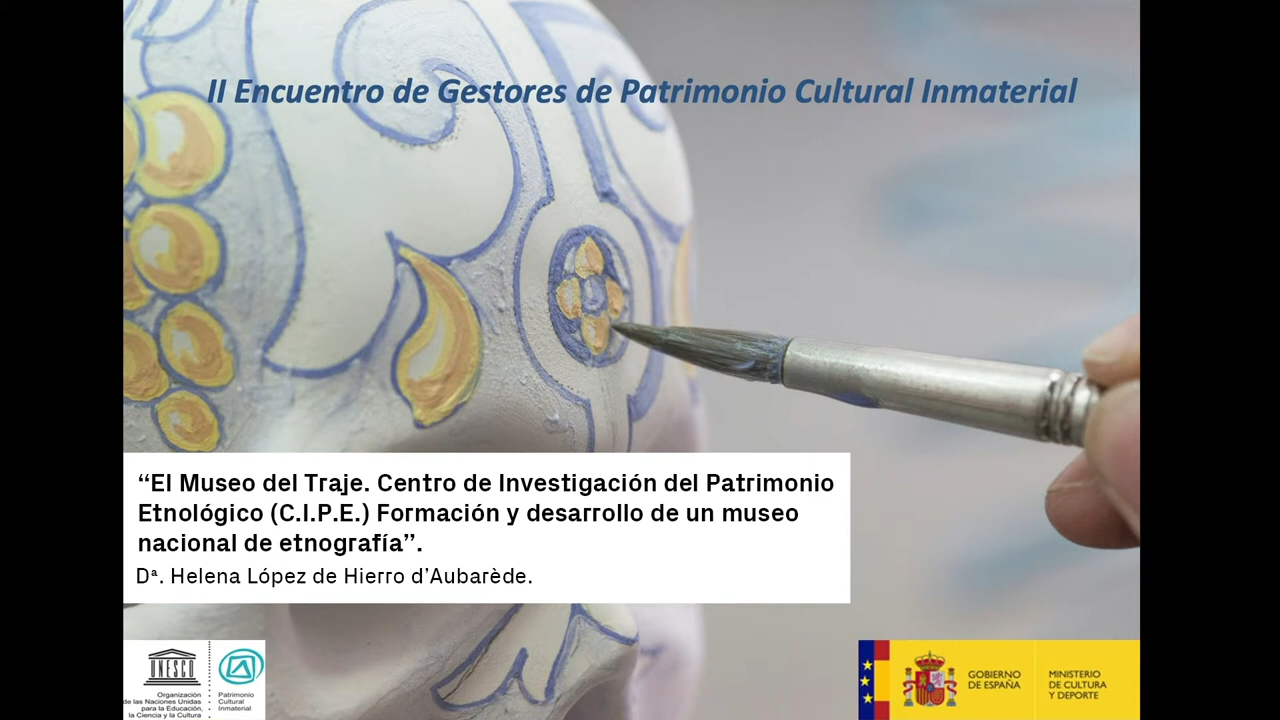 II Encuentro de Gestores de Patrimonio Cultural Inmaterial
“El Museo del Traje. Centro de Investigación del Patrimonio
Etnológico (C.I.P.E.) Formación y desarrollo de un museo
nacional de etnografía”.
Dª. Helena López de Hierro d’Aubarède.
UNESCO
Organización
de las Naciones Unidas
para la Educación,
la Ciencia y la Cultura
Patrimonio
Cultural
Inmaterial
GOBIERNO
DE ESPAÑA
MINISTERIO
DE CULTURA
Y DEPORTE